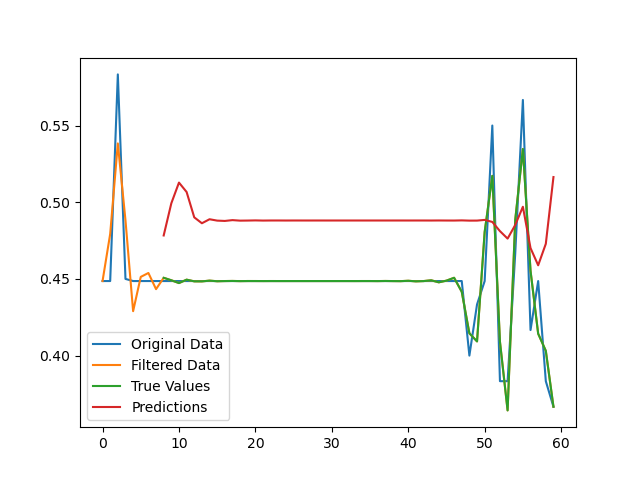 0.55
0.50
0.45
0.40
Original Data
Filtered Data
True Values
Predictions
0 10 20 30 40 50 60